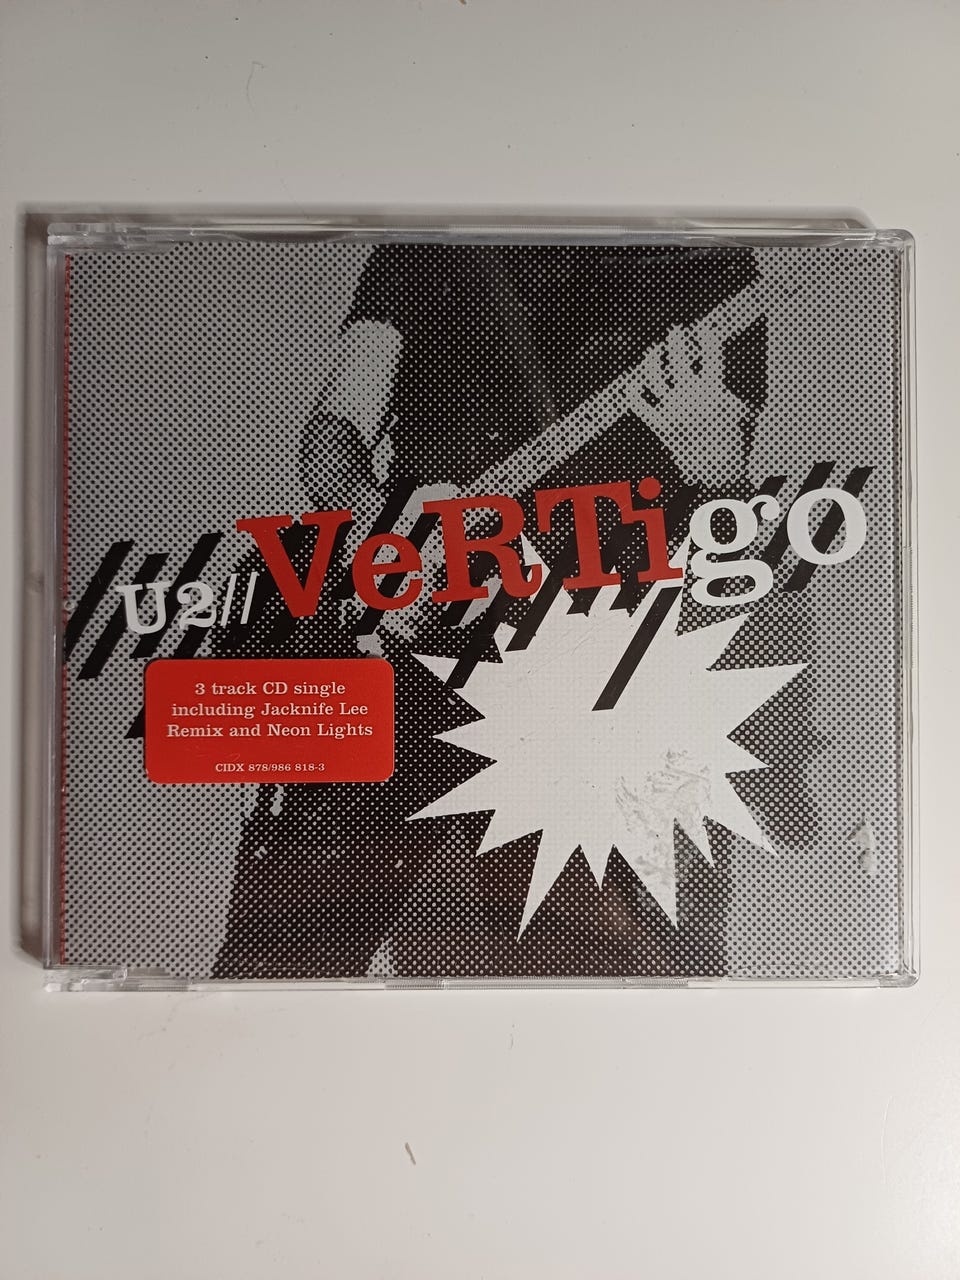 U2// VeRTigo
3 track CD single
including Jacknife Lee
Remix and Neon Lights
CIDX 878/986 818-3